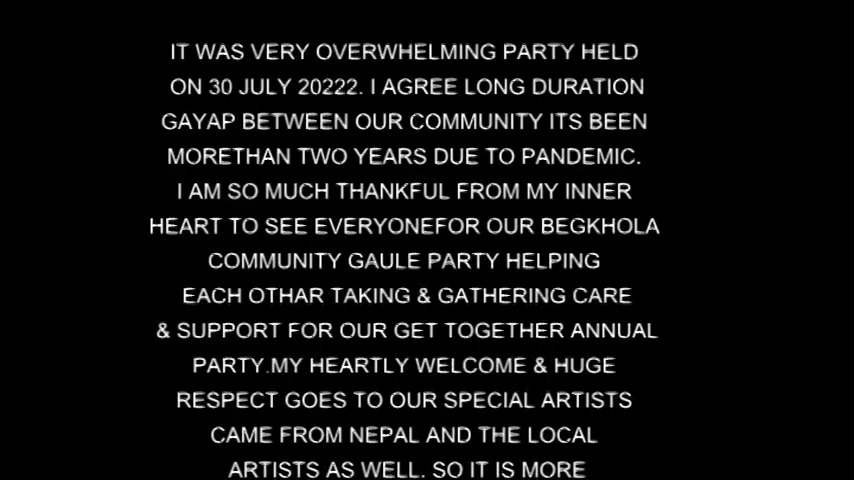 IT WAS VERY OVERWHELMING PARTY HELD
ON 30 JULY 20222. I AGREE LONG DURATION
GAYAP BETWEEN OUR COMMUNITY ITS BEEN
MORETHAN TWO YEARS DUE TO PANDEMIC.
I AM SO MUCH THANKFUL FROM MY INNER
HEART TO SEE EVERYONEFOR OUR BEGKHOLA
COMMUNITY GAULE PARTY HELPING
EACH OTHAR TAKING & GATHERING CARE
& SUPPORT FOR OUR GET TOGETHER ANNUAL
PARTY.MY HEARTLY WELCOME & HUGE
RESPECT GOES TO OUR SPECIAL ARTISTS
CAME FROM NEPAL AND THE LOCAL
ARTISTS AS WELL. SO IT IS MORE